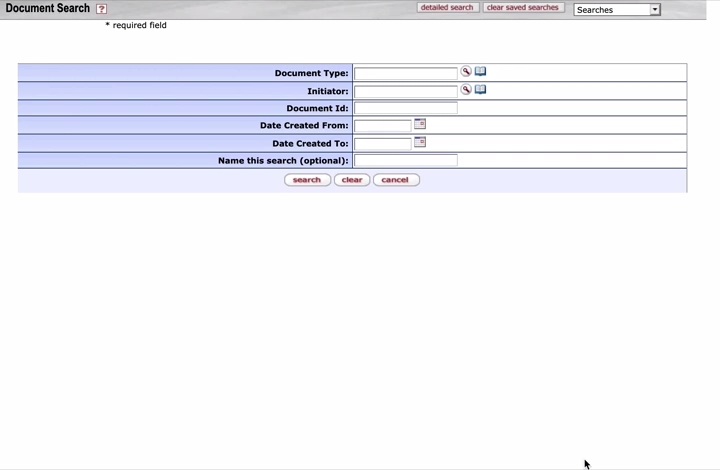 Document Search ? detailed search clear saved searches Searches
* required field
Document Type:
Initiator:
Document Id:
Date Created From:
Date Created To:
Name this search (optional):
search clear cancel